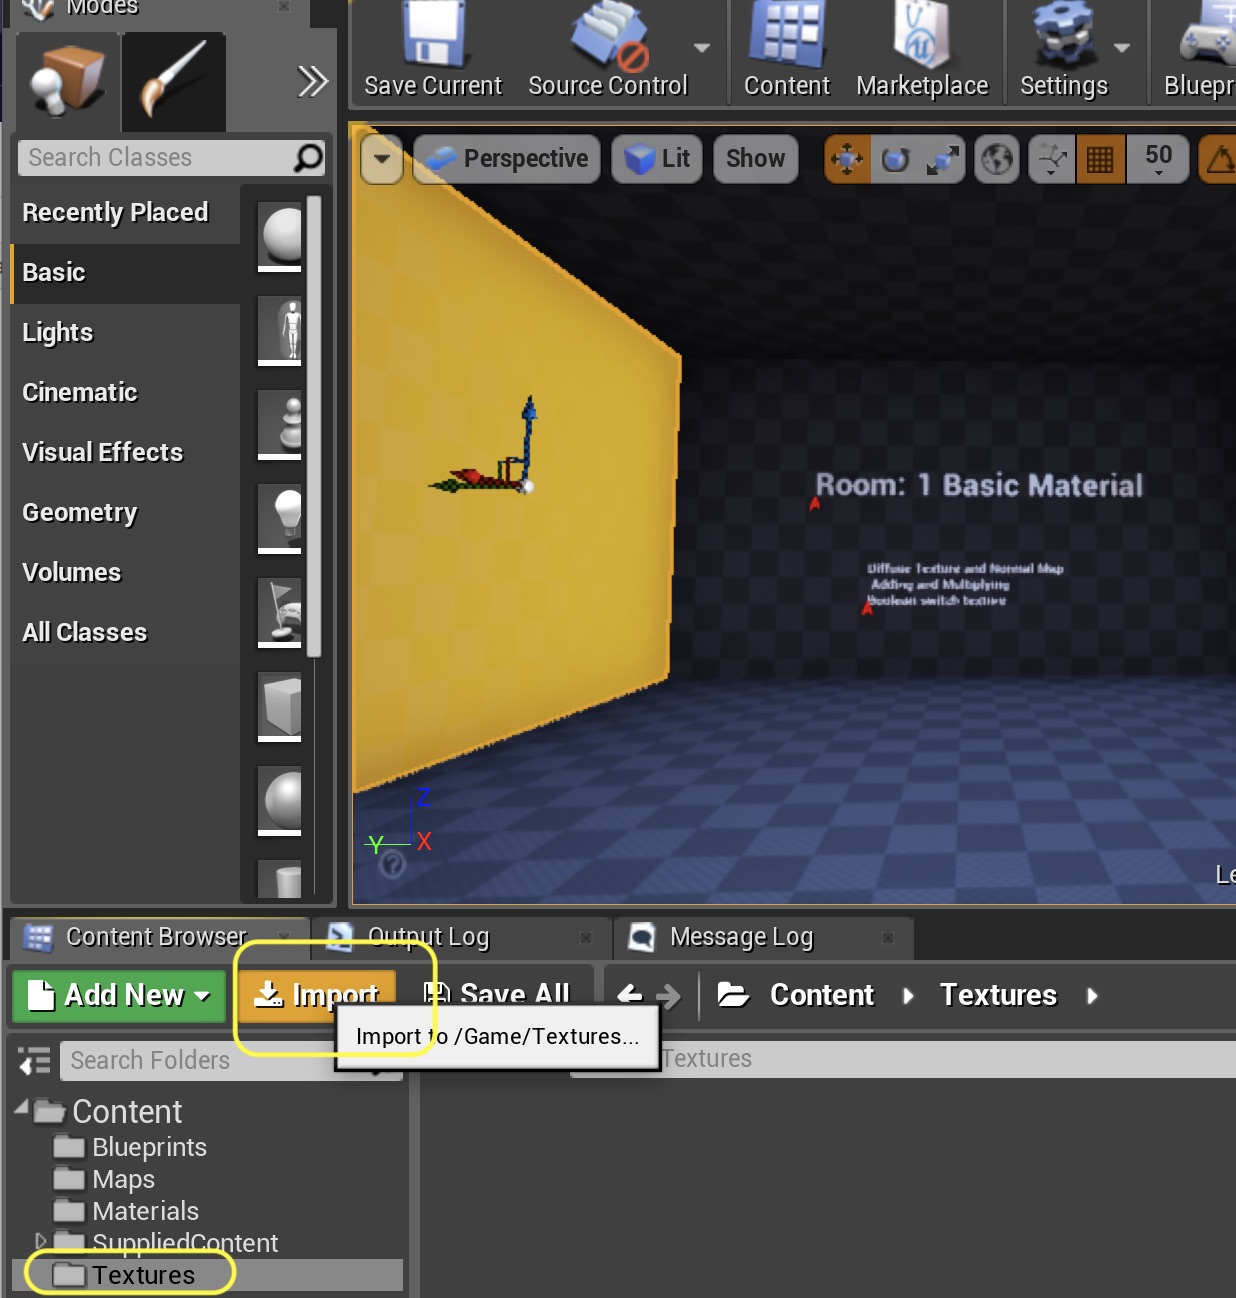 Modes
Save Current
Source Control
Content
Marketplace
Settings
Search Classes
Perspective
Lit
Show
50
Recently Placed
Basic
Lights
Cinematic
Visual Effects
Geometry
Volumes
All Classes
Room: 1 Basic Material
Diffuse Texture and Normal Map
Adding and Multiplying
Boolean switch texture
Z
Y
X
Content Browser
Output Log
Message Log
Add New
Import
Save All
Content
Textures
Import to /Game/Textures...
Search Folders
Textures
Content
Blueprints
Maps
Materials
SuppliedContent
Textures